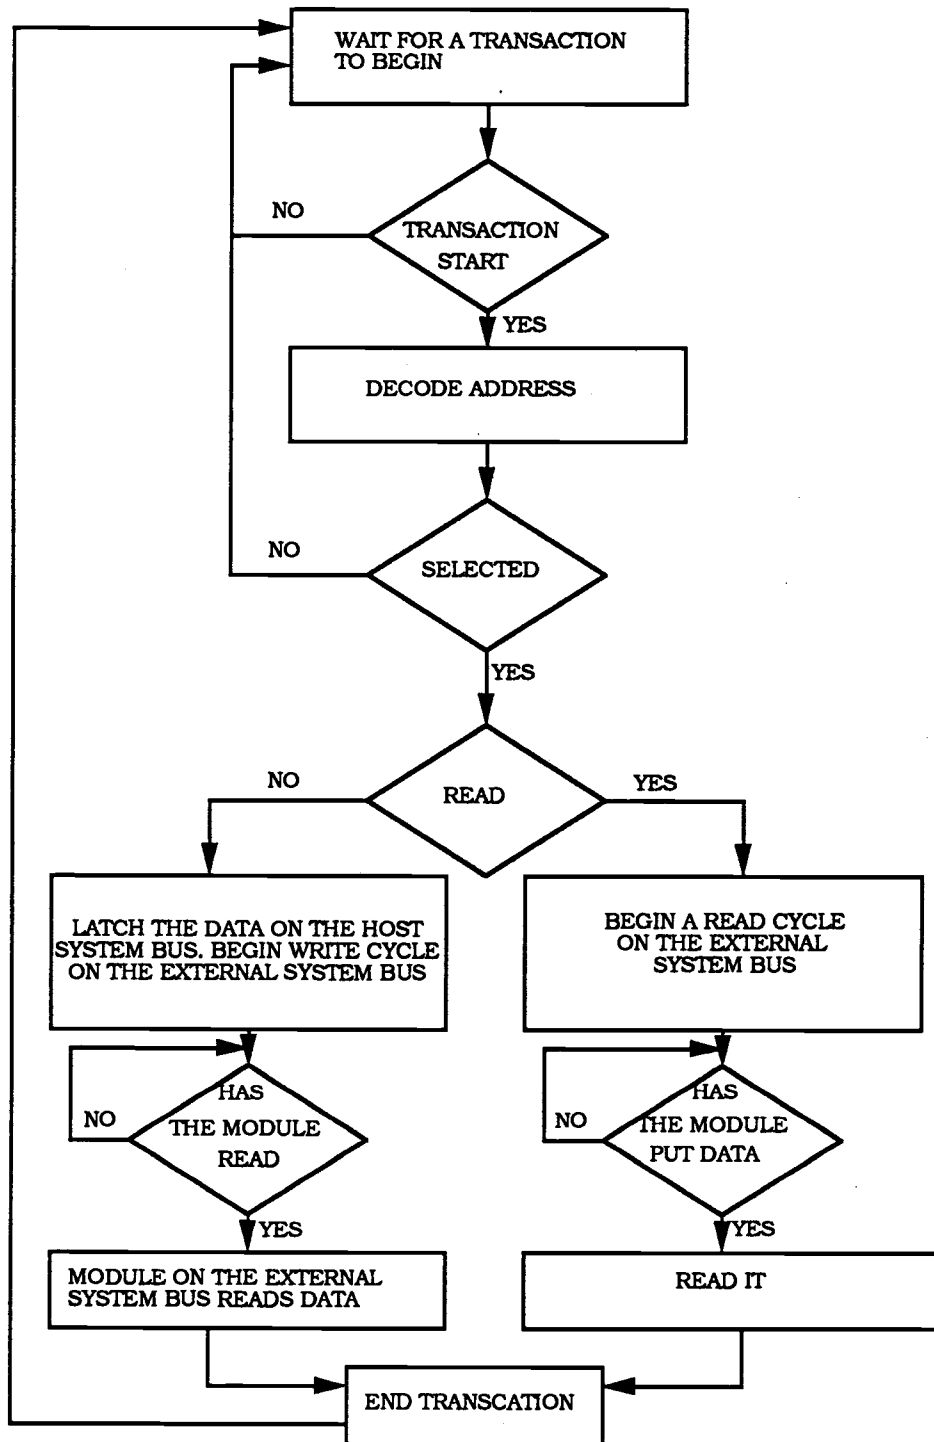 WAIT FOR A TRANSACTION
TO BEGIN
NO
TRANSACTION
START
YES
DECODE ADDRESS
NO
SELECTED
YES
NO
READ
YES
LATCH THE DATA ON THE HOST
SYSTEM BUS. BEGIN WRITE CYCLE
ON THE EXTERNAL SYSTEM BUS
BEGIN A READ CYCLE
ON THE EXTERNAL
SYSTEM BUS
HAS
NO
THE MODULE
READ
YES
HAS
NO
THE MODULE
PUT DATA
YES
MODULE ON THE EXTERNAL
SYSTEM BUS READS DATA
READ IT
END TRANSCATION